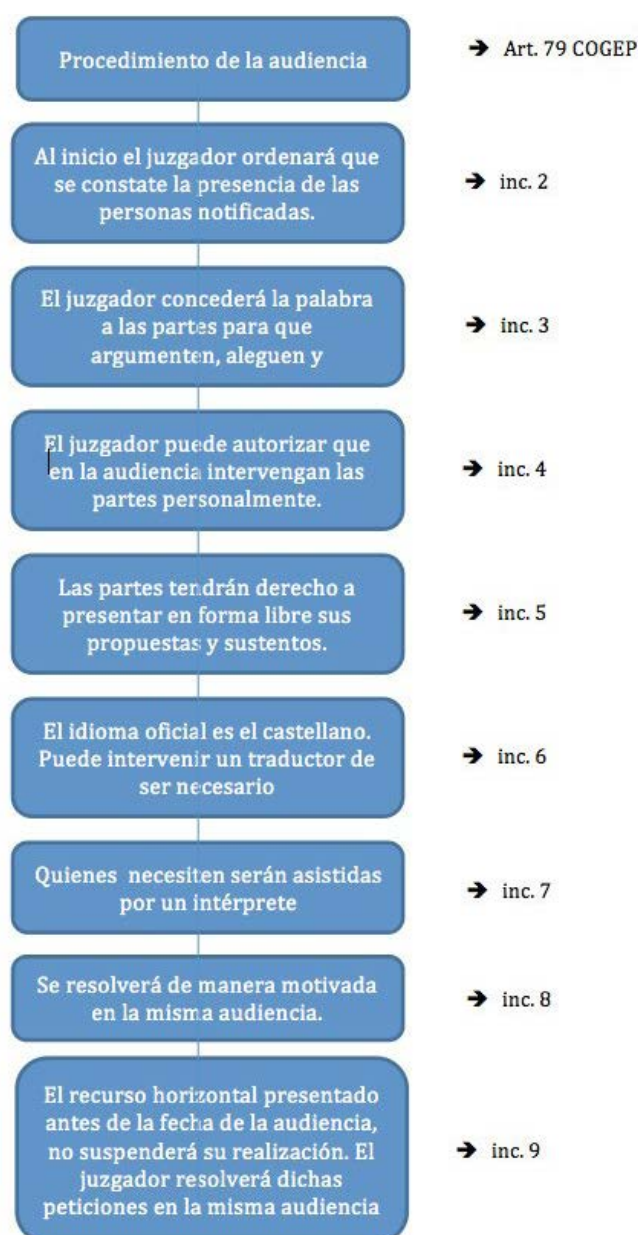 Procedimiento de la audiencia
➔ Art. 79 COGEP
Al inicio el juzgador ordenará que
se constate la presencia de las
personas notificadas.
➔ inc. 2
El juzgador concederá la palabra
a las partes para que
argumenten, aleguen y
➔ inc. 3
El juzgador puede autorizar que
en la audiencia intervengan las
partes personalmente.
➔ inc. 4
Las partes tendrán derecho a
presentar en forma libre sus
propuestas y sustentos.
➔ inc. 5
El idioma oficial es el castellano.
Puede intervenir un traductor de
ser necesario
➔ inc. 6
Quienes necesiten serán asistidas
por un intérprete
➔ inc. 7
Se resolverá de manera motivada
en la misma audiencia.
➔ inc. 8
El recurso horizontal presentado
antes de la fecha de la audiencia,
no suspenderá su realización. El
juzgador resolverá dichas
peticiones en la misma audiencia
➔ inc. 9